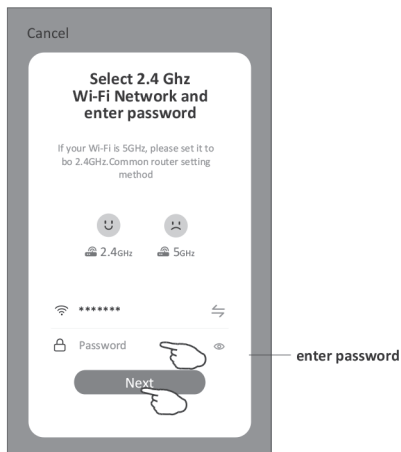 Cancel
Select 2.4 Ghz
Wi-Fi Network and
enter password
If your Wi-Fi is 5GHz, please set it to
bo 2.4GHz.Common router setting
method
2.4GHz 5GHz
*******
Password
enter password
Next